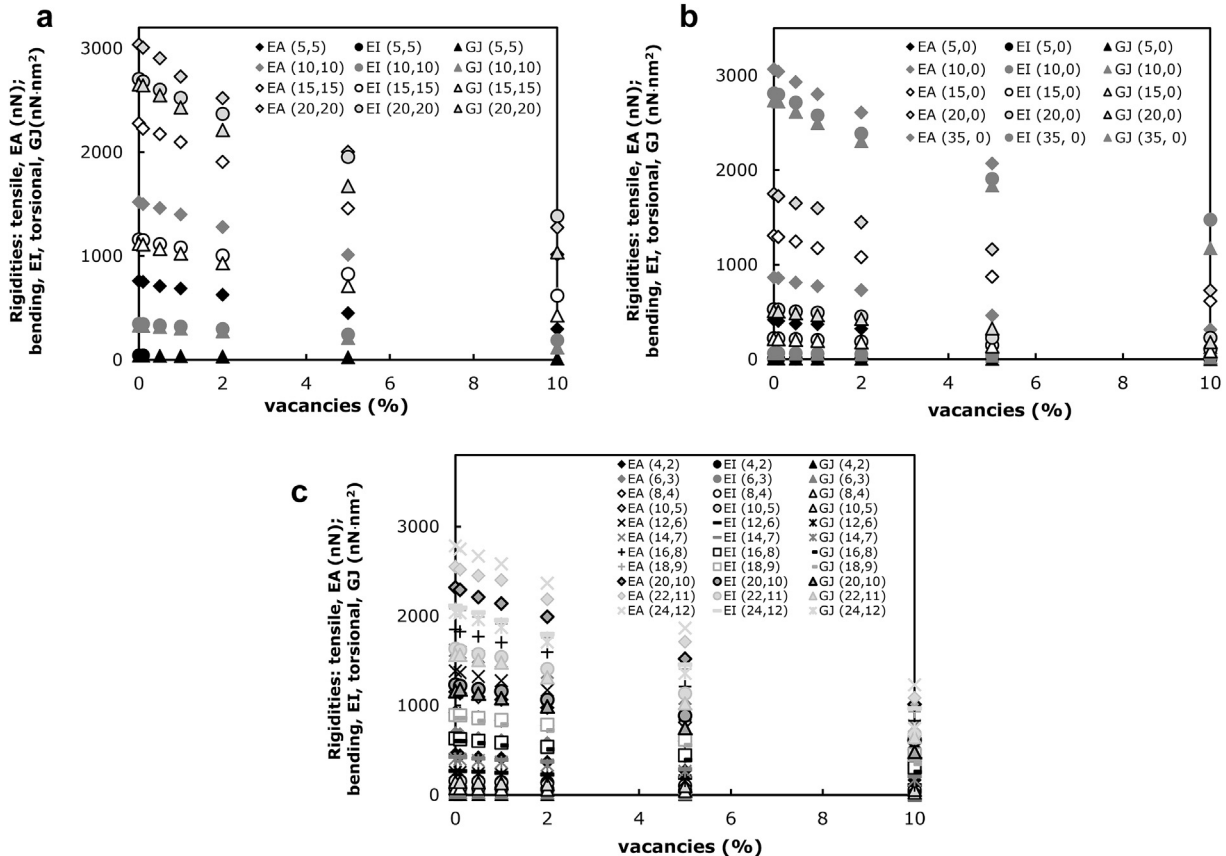 a
Rigidities: tensile, EA (nN);
bending, EI, torsional, GJ(nN·nm²)
3000
2000
1000
0
0 2 4 6 8 10
vacancies (%)
EA (5,5) EI (5,5) GJ (5,5)
EA (10,10) EI (10,10) GJ (10,10)
EA (15,15) EI (15,15) GJ (15,15)
EA (20,20) EI (20,20) GJ (20,20)
b
Rigidities: tensile, EA (nN);
bending, EI, torsional, GJ (nN·nm²)
3000
2000
1000
0
0 2 4 6 8 10
vacancies (%)
EA (5,0) EI (5,0) GJ (5,0)
EA (10,0) EI (10,0) GJ (10,0)
EA (15,0) EI (15,0) GJ (15,0)
EA (20,0) EI (20,0) GJ (20,0)
EA (35, 0) EI (35, 0) GJ (35, 0)
c
Rigidities: tensile, EA (nN);
bending, EI, torsional, GJ (nN·nm²)
3000
2000
1000
0
0 2 4 6 8 10
vacancies (%)
EA (4,2) EI (4,2) GJ (4,2)
EA (6,3) EI (6,3) GJ (6,3)
EA (8,4) EI (8,4) GJ (8,4)
EA (10,5) EI (10,5) GJ (10,5)
EA (12,6) EI (12,6) GJ (12,6)
EA (14,7) EI (14,7) GJ (14,7)
EA (16,8) EI (16,8) GJ (16,8)
EA (18,9) EI (18,9) GJ (18,9)
EA (20,10) EI (20,10) GJ (20,10)
EA (22,11) EI (22,11) GJ (22,11)
EA (24,12) EI (24,12) GJ (24,12)